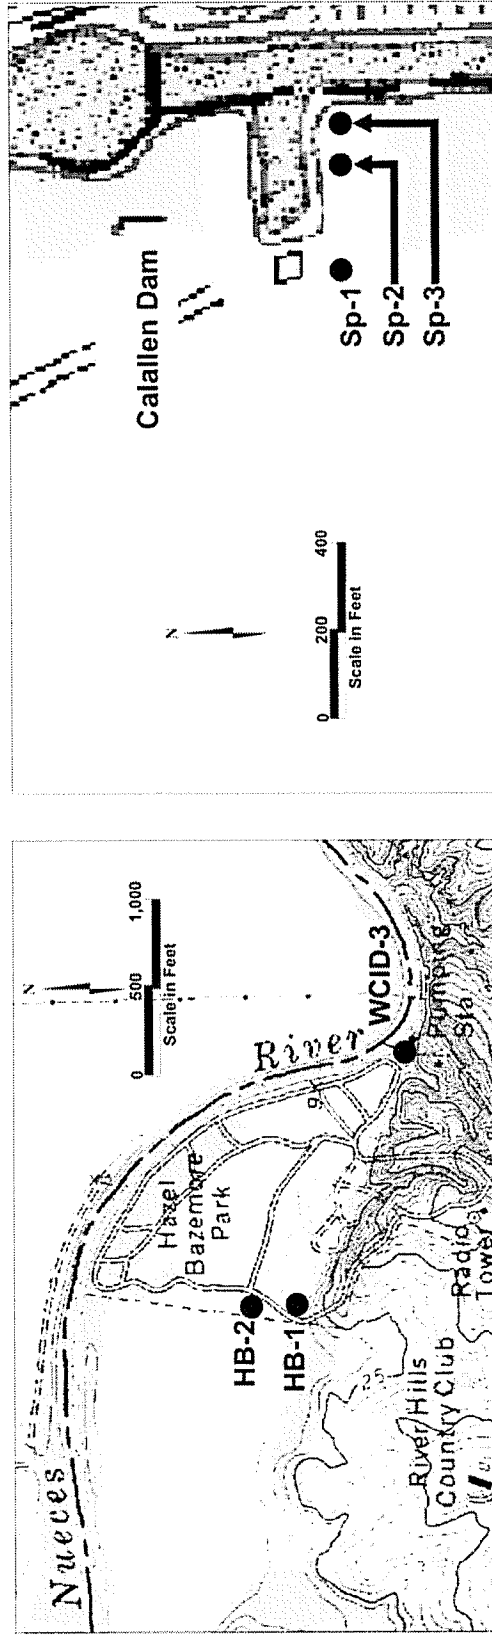 Nueces
River
N
0 500 1,000
Scale in Feet
Hazel
Bazemore
Park
9
WCID-3
Pumping
Sta
HB-2
HB-1
25
River Hills
Country Club
Radio
Tower
Calallen Dam
N
0 200 400
Scale in Feet
Sp-1
Sp-2
Sp-3